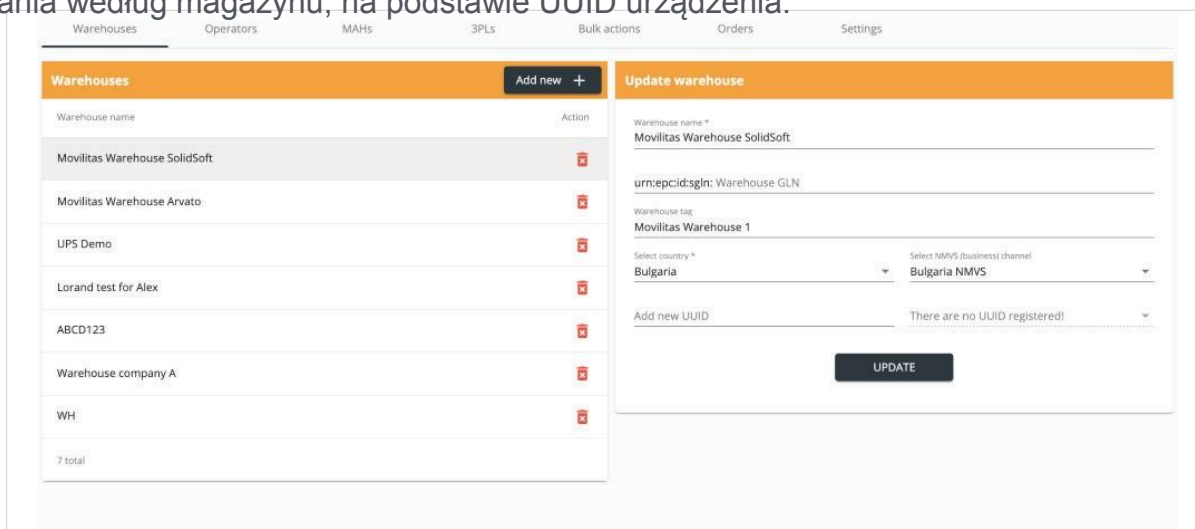 ania według magazynu, na podstawie UUID urządzenia.
Warehouses Operators MAHs 3PLs Bulk actions Orders Settings
Warehouses Add new +
Warehouse name Action
Movilitas Warehouse SolidSoft
Movilitas Warehouse Arvato
UPS Demo
Lorand test for Alex
ABCD123
Warehouse company A
WH
7 total
Update warehouse
Warehouse name *
Movilitas Warehouse SolidSoft
urn:epc:id:sgln: Warehouse GLN
Warehouse tag
Movilitas Warehouse 1
Select country * Select NMVS (business) channel
Bulgaria Bulgaria NMVS
Add new UUID There are no UUID registered!
UPDATE